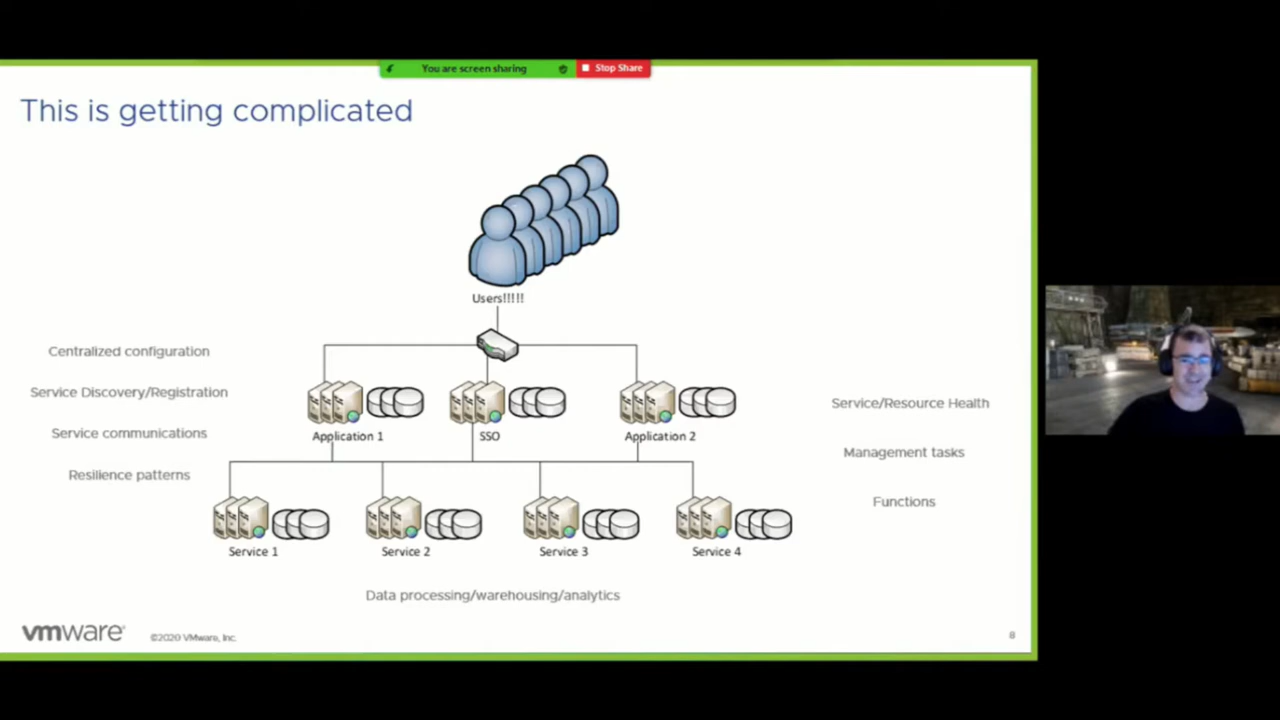 You are screen sharing
Stop Share
This is getting complicated
Users!!!!!
Centralized configuration
Service Discovery/Registration
Service communications
Resilience patterns
Application 1
SSO
Application 2
Service/Resource Health
Management tasks
Functions
Service 1
Service 2
Service 3
Service 4
Data processing/warehousing/analytics
vmware
©2020 VMware, Inc.
8